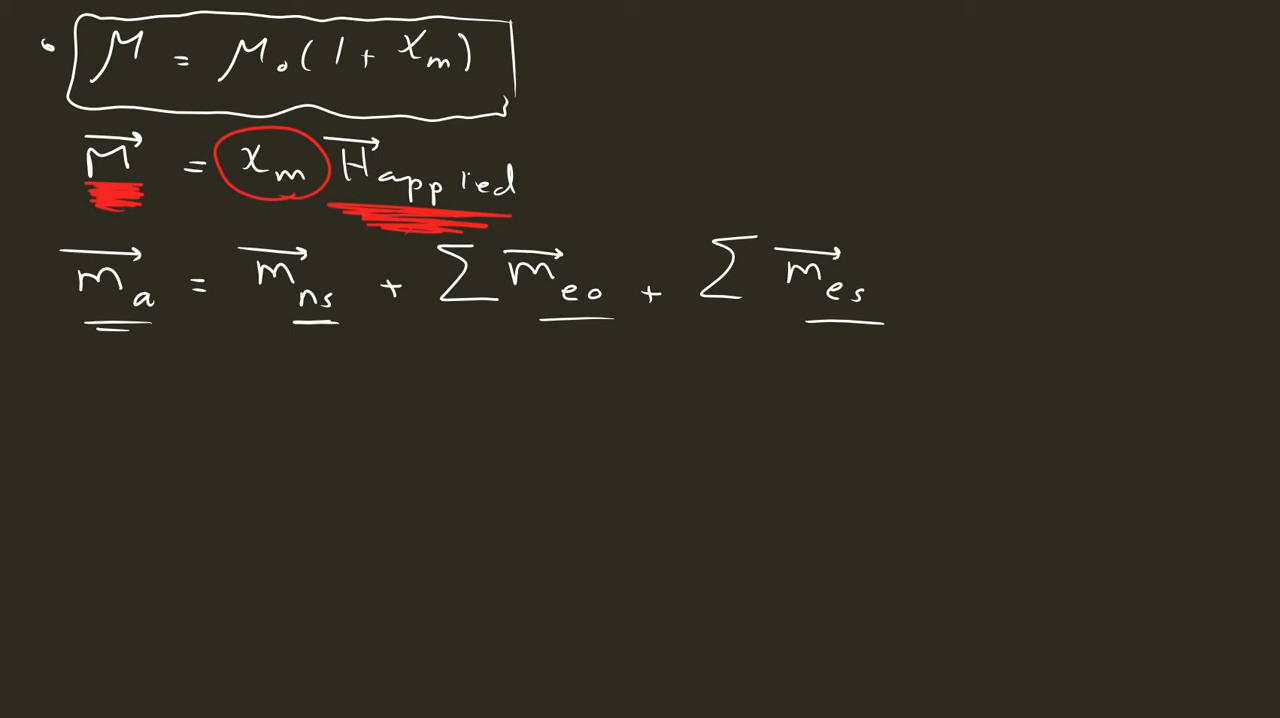 μ = μ₀ ( 1 + χₘ )
M⃗ = χₘ H⃗ applied
m⃗ₐ = m⃗ ns + Σ m⃗ eo + Σ m⃗ es